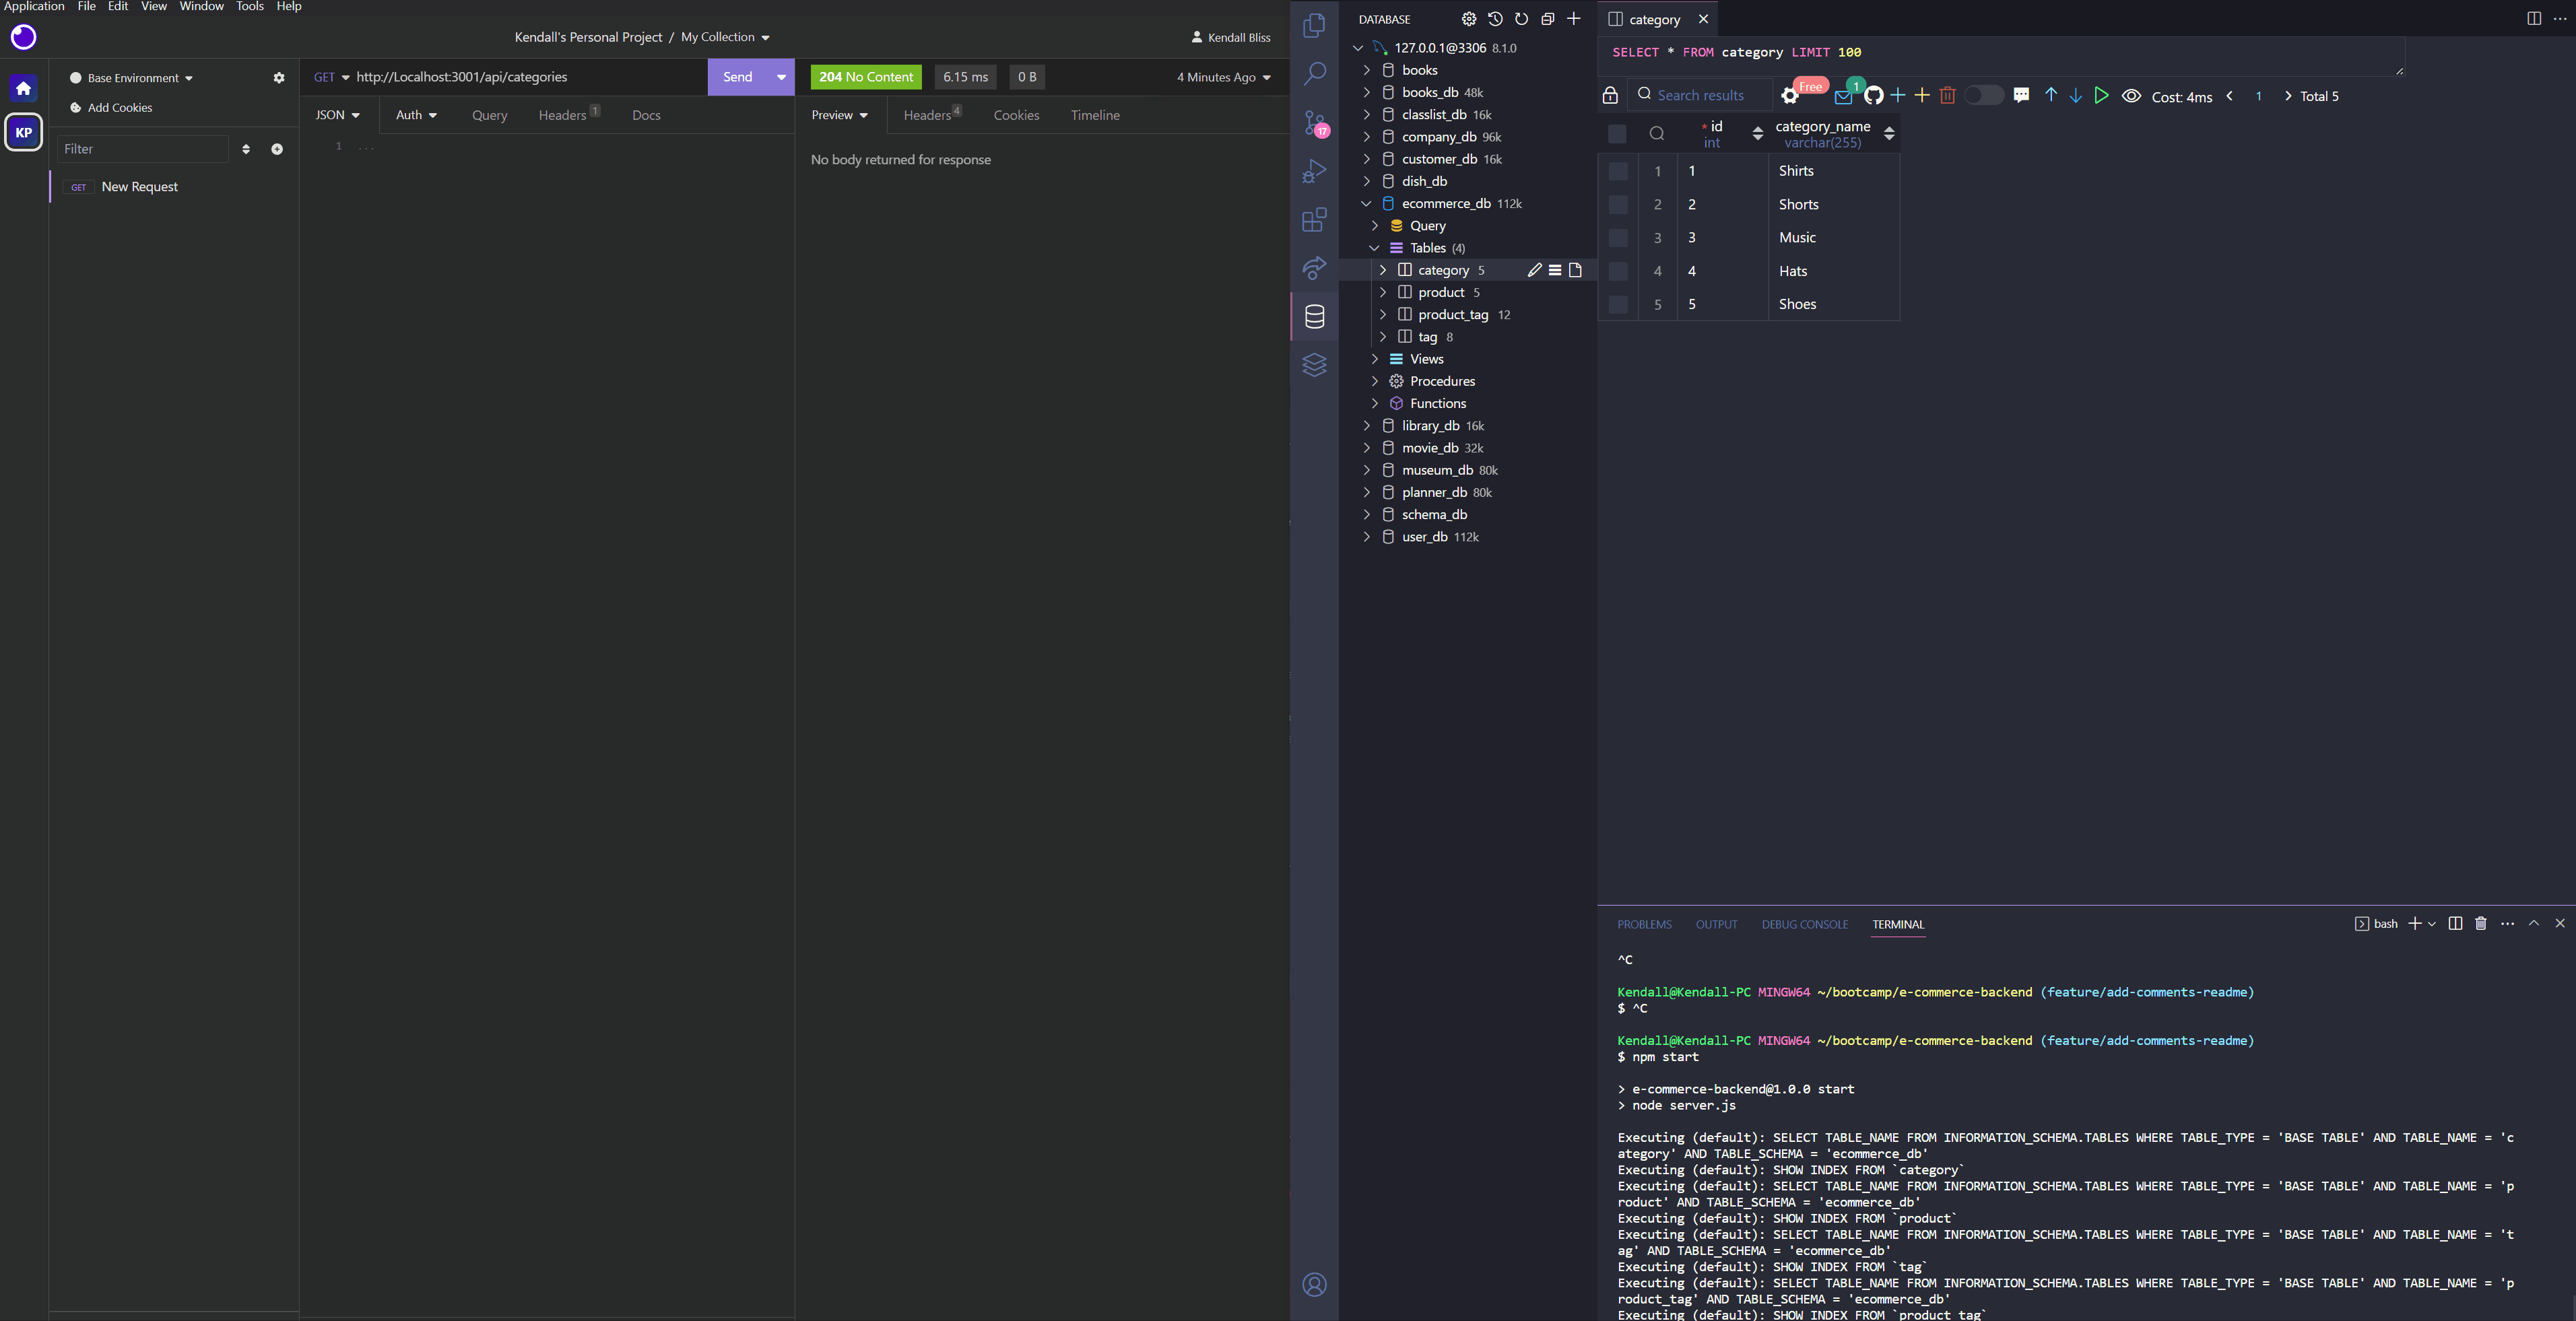 Application File Edit View Window Tools Help
Kendall's Personal Project / My Collection
Kendall Bliss
KP
Base Environment
Add Cookies
Filter
GET New Request
GET http://Localhost:3001/api/categories
Send
JSON Auth Query Headers 1 Docs
1 ...
204 No Content 6.15 ms 0 B 4 Minutes Ago
Preview Headers 4 Cookies Timeline
No body returned for response
17
DATABASE
127.0.0.1@3306 8.1.0
books
books_db 48k
classlist_db 16k
company_db 96k
customer_db 16k
dish_db
ecommerce_db 112k
Query
Tables (4)
category 5
product 5
product_tag 12
tag 8
Views
Procedures
Functions
library_db 16k
movie_db 32k
museum_db 80k
planner_db 80k
schema_db
user_db 112k
category
SELECT * FROM category LIMIT 100
Search results Free 1 Cost: 4ms 1 Total 5
* id category_name
int varchar(255)
1 1 Shirts
2 2 Shorts
3 3 Music
4 4 Hats
5 5 Shoes
PROBLEMS OUTPUT DEBUG CONSOLE TERMINAL bash
^C
Kendall@Kendall-PC MINGW64 ~/bootcamp/e-commerce-backend (feature/add-comments-readme)
$ ^C
Kendall@Kendall-PC MINGW64 ~/bootcamp/e-commerce-backend (feature/add-comments-readme)
$ npm start
> e-commerce-backend@1.0.0 start
> node server.js
Executing (default): SELECT TABLE_NAME FROM INFORMATION_SCHEMA.TABLES WHERE TABLE_TYPE = 'BASE TABLE' AND TABLE_NAME = 'c
ategory' AND TABLE_SCHEMA = 'ecommerce_db'
Executing (default): SHOW INDEX FROM `category`
Executing (default): SELECT TABLE_NAME FROM INFORMATION_SCHEMA.TABLES WHERE TABLE_TYPE = 'BASE TABLE' AND TABLE_NAME = 'p
roduct' AND TABLE_SCHEMA = 'ecommerce_db'
Executing (default): SHOW INDEX FROM `product`
Executing (default): SELECT TABLE_NAME FROM INFORMATION_SCHEMA.TABLES WHERE TABLE_TYPE = 'BASE TABLE' AND TABLE_NAME = 't
ag' AND TABLE_SCHEMA = 'ecommerce_db'
Executing (default): SHOW INDEX FROM `tag`
Executing (default): SELECT TABLE_NAME FROM INFORMATION_SCHEMA.TABLES WHERE TABLE_TYPE = 'BASE TABLE' AND TABLE_NAME = 'p
roduct_tag' AND TABLE_SCHEMA = 'ecommerce_db'
Executing (default): SHOW INDEX FROM `product_tag`